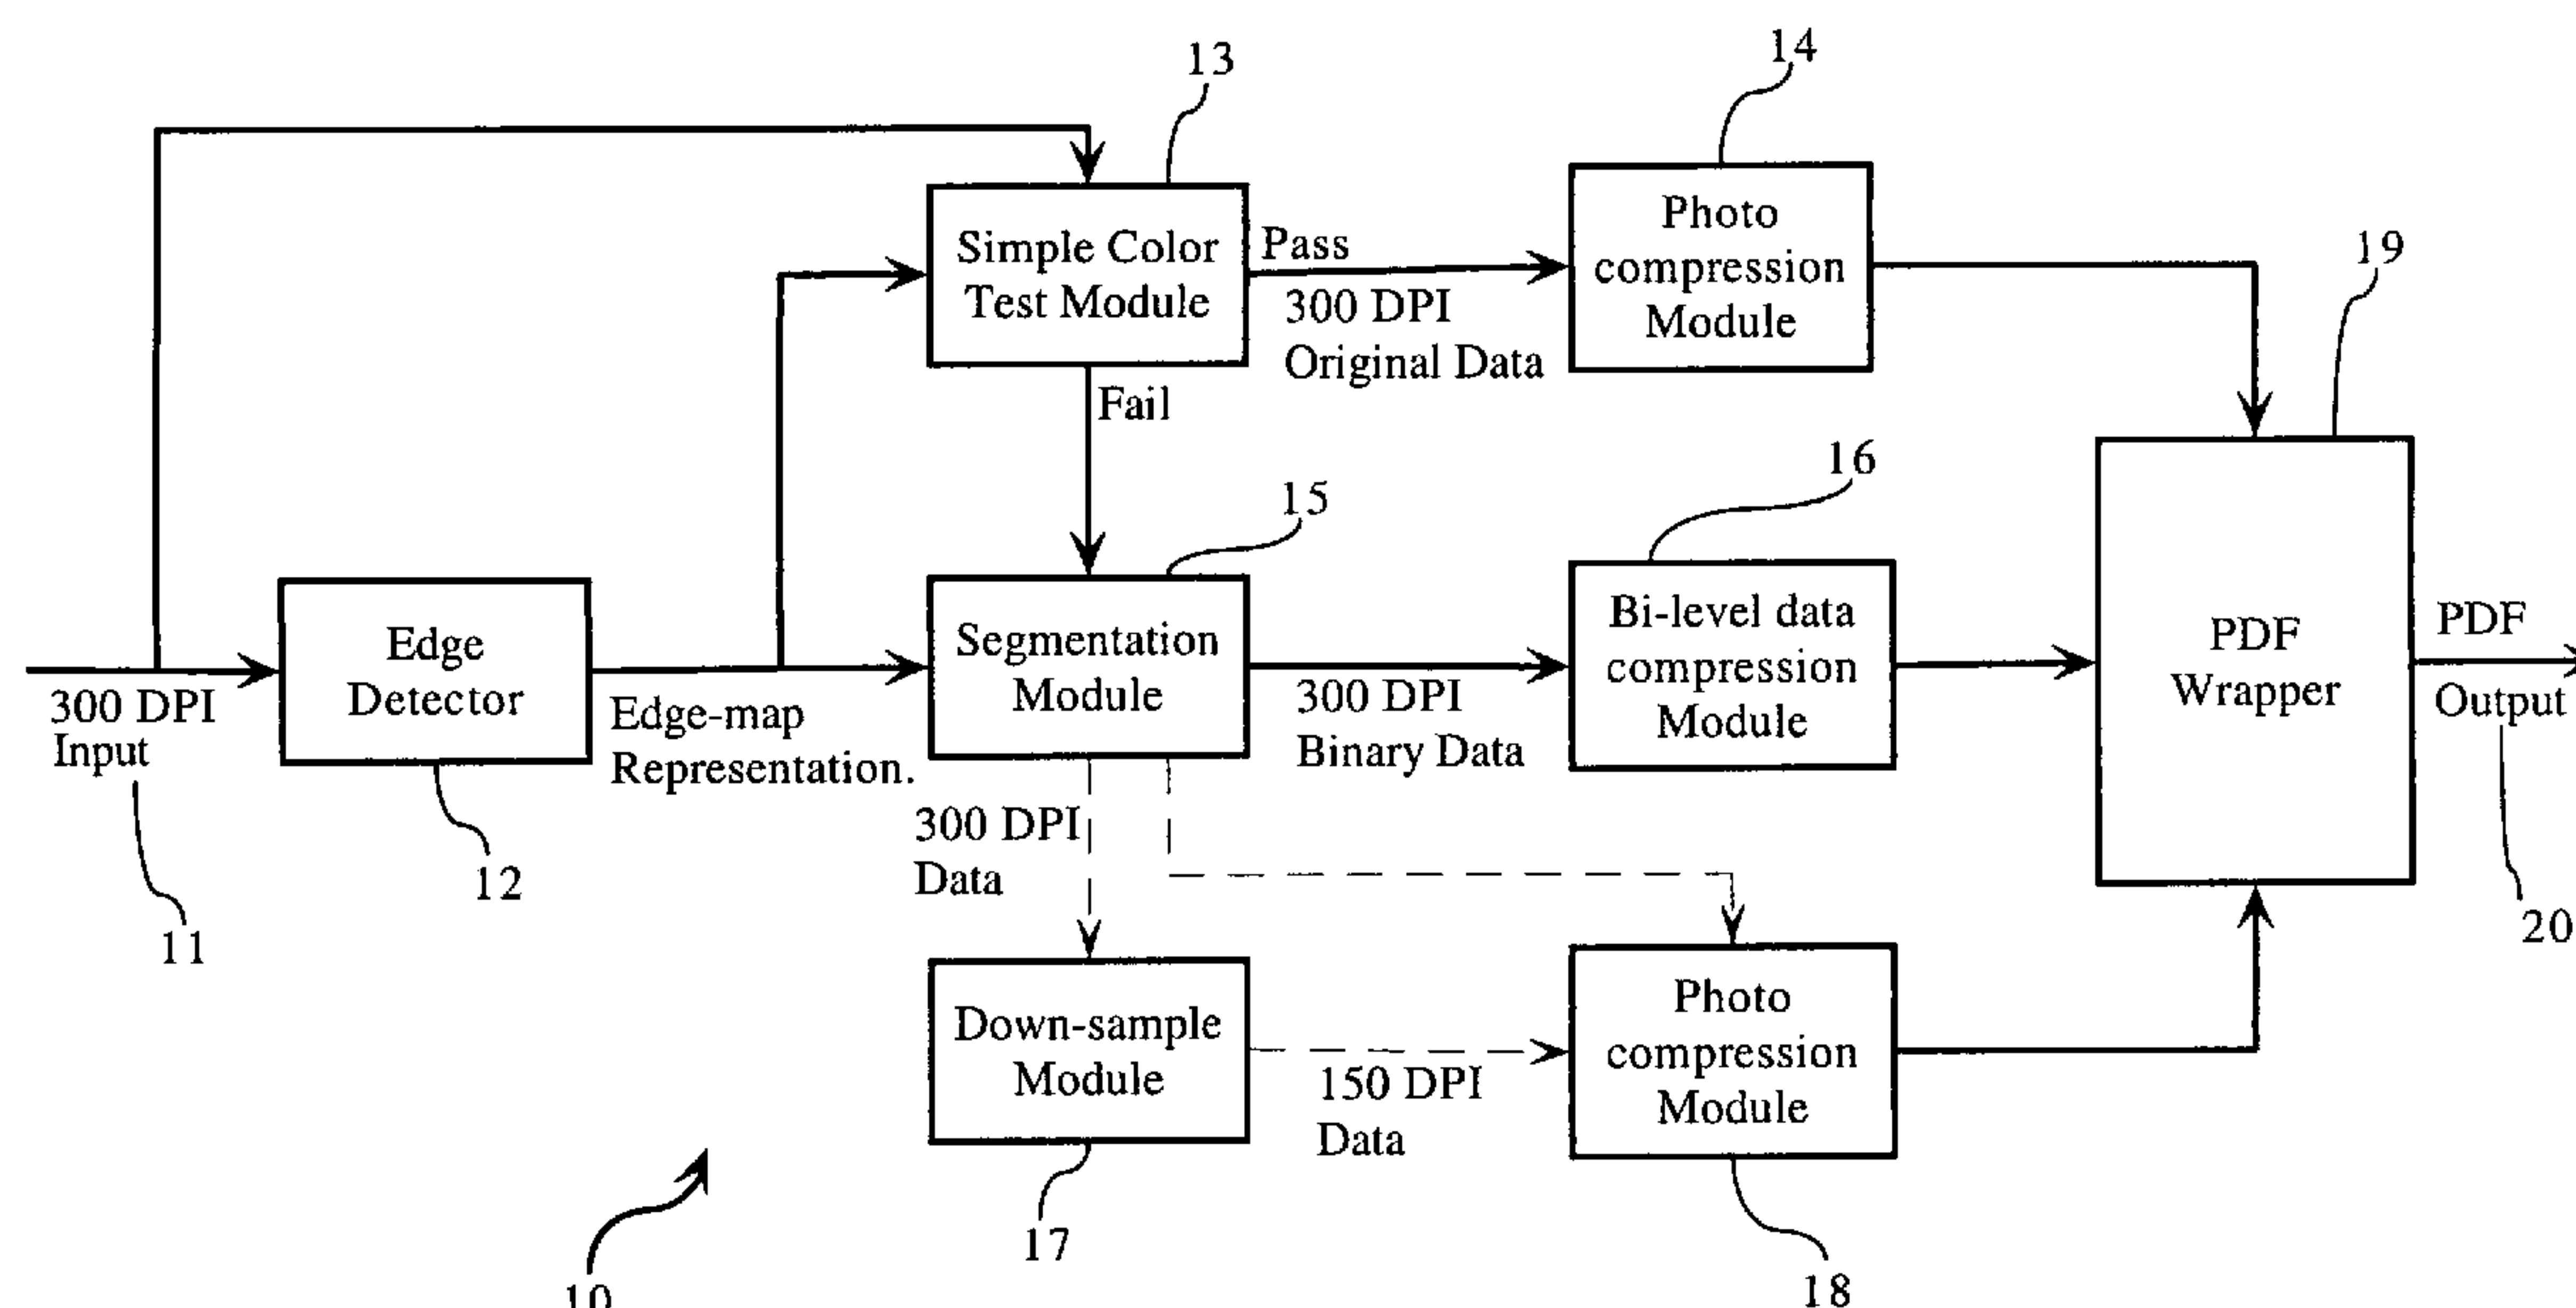 13
14
Simple Color
Test Module
Pass
300 DPI
Original Data
Photo
compression
Module
19
Fail
15
16
300 DPI
Input
Edge
Detector
Edge-map
Representation.
Segmentation
Module
300 DPI
Binary Data
Bi-level data
compression
Module
PDF
Wrapper
PDF
Output
11
12
300 DPI
Data
20
Down-sample
Module
150 DPI
Data
Photo
compression
Module
17
18
10